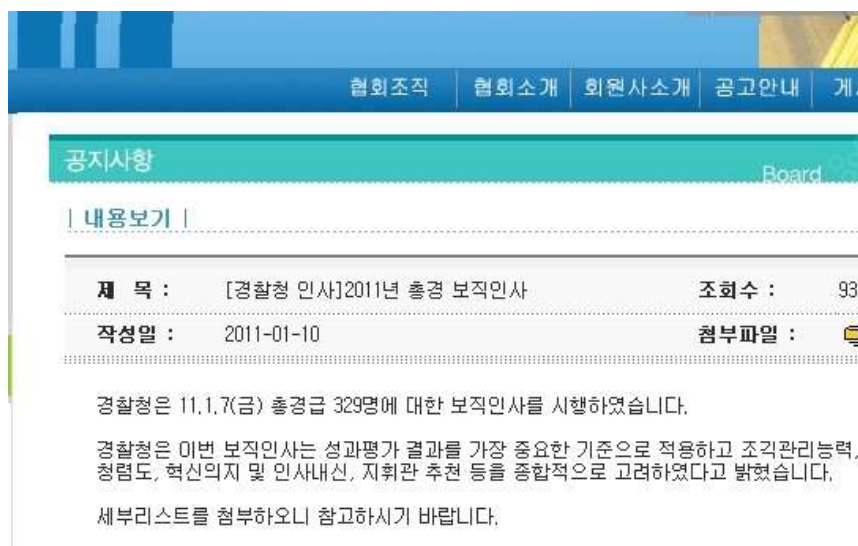 협회조직 협회소개 회원사소개 공고안내
공지사항 Board
| 내용보기 |
제 목 : [경찰청 인사]2011년 총경 보직인사 조회수 : 93
작성일 : 2011-01-10 첨부파일 :
경찰청은 11.1.7(금) 총경급 329명에 대한 보직인사를 시행하였습니다.
경찰청은 이번 보직인사는 성과평가 결과를 가장 중요한 기준으로 적용하고 조직관리능력,
청렴도, 혁신의지 및 인사내신, 지휘관 추천 등을 종합적으로 고려하였다고 밝혔습니다.
세부리스트를 첨부하오니 참고하시기 바랍니다.